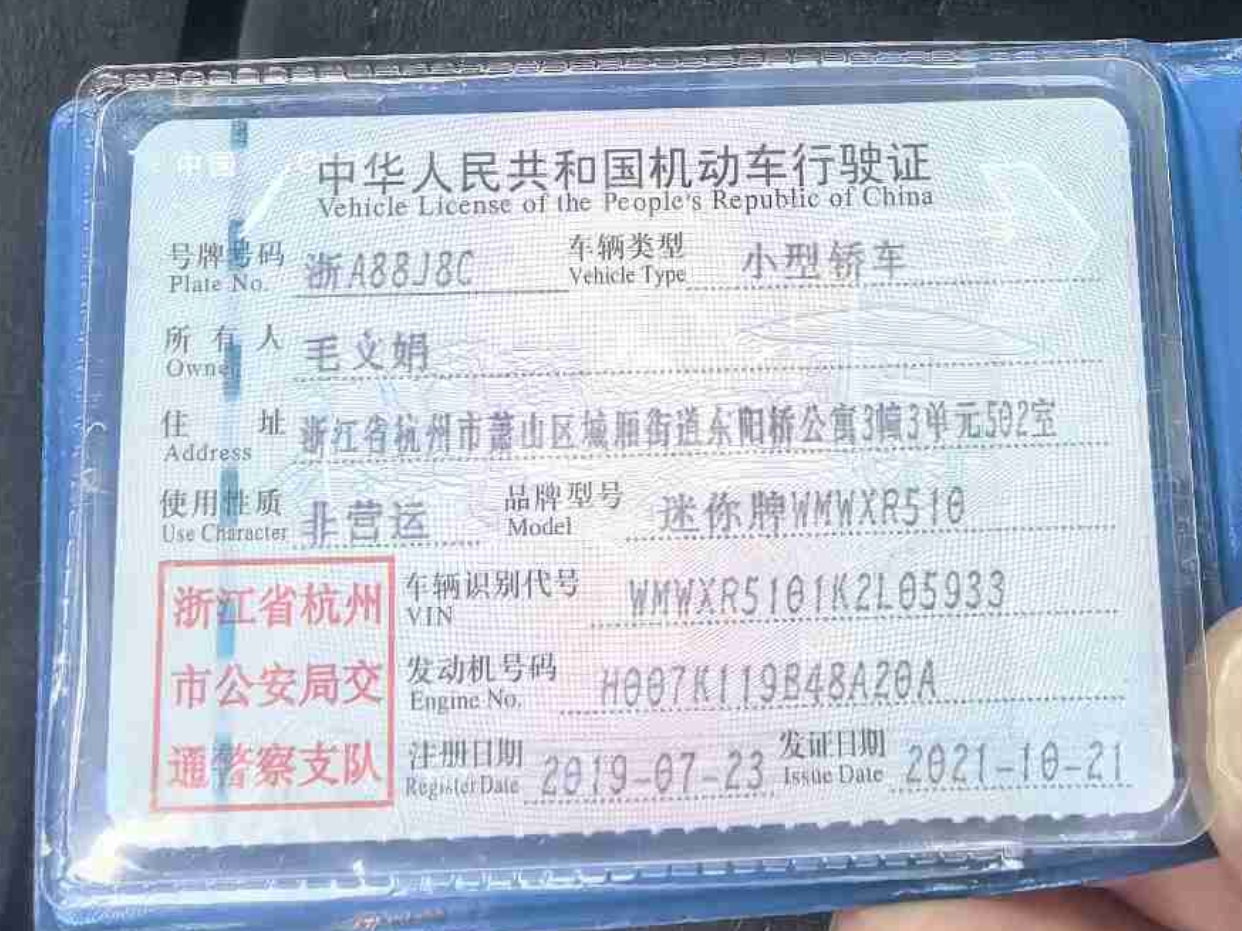 中国
中华人民共和国机动车行驶证
Vehicle License of the People's Republic of China
号牌号码 浙A88J8C 车辆类型 小型轿车
Plate No. Vehicle Type
所有人 毛文娟
Owner
住址 浙江省杭州市萧山区城厢街道东阳桥公寓3幢3单元502室
Address
使用性质 非营运 品牌型号 迷你牌WMWXR510
Use Character Model
浙江省杭州
市公安局交
通警察支队
车辆识别代号 WMWXR5101K2L05933
VIN
发动机号码 H007K119B48A20A
Engine No.
注册日期 2019-07-23 发证日期 2021-10-21
Register Date Issue Date